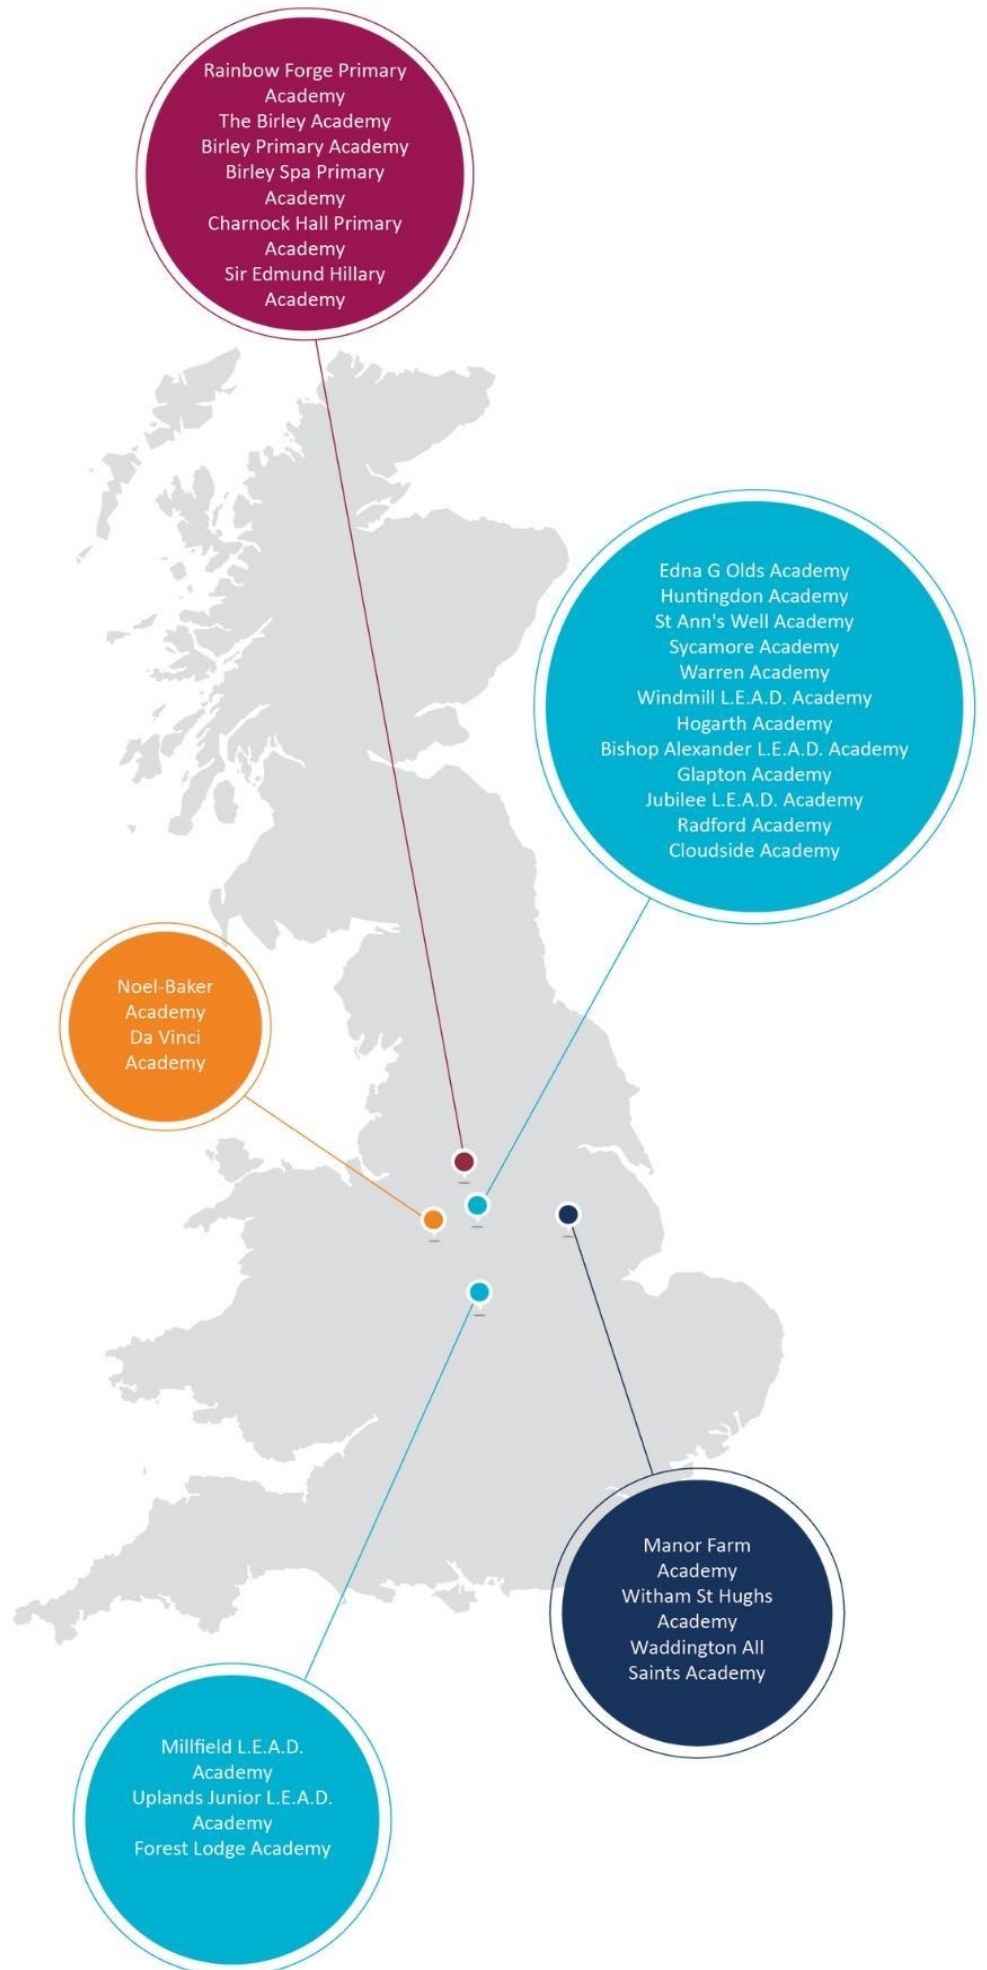 Rainbow Forge Primary
Academy
The Birley Academy
Birley Primary Academy
Birley Spa Primary
Academy
Charnock Hall Primary
Academy
Sir Edmund Hillary
Academy
Edna G Olds Academy
Huntingdon Academy
St Ann's Well Academy
Sycamore Academy
Warren Academy
Windmill L.E.A.D. Academy
Hogarth Academy
Bishop Alexander L.E.A.D. Academy
Glapton Academy
Jubilee L.E.A.D. Academy
Radford Academy
Cloudside Academy
Noel-Baker
Academy
Da Vinci
Academy
Manor Farm
Academy
Witham St Hughs
Academy
Waddington All
Saints Academy
Millfield L.E.A.D.
Academy
Uplands Junior L.E.A.D.
Academy
Forest Lodge Academy